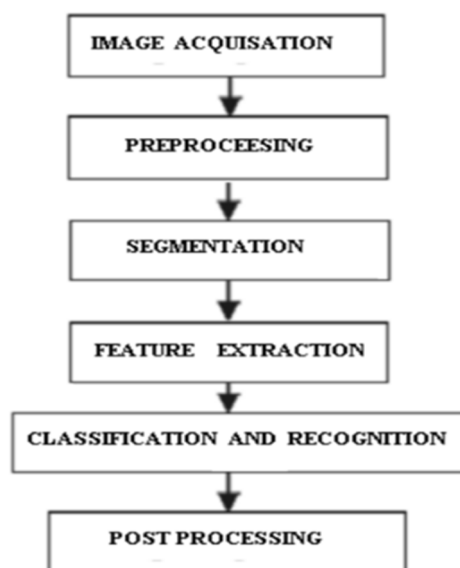 IMAGE ACQUISATION
PREPROCEESING
SEGMENTATION
FEATURE EXTRACTION
CLASSIFICATION AND RECOGNITION
POST PROCESSING